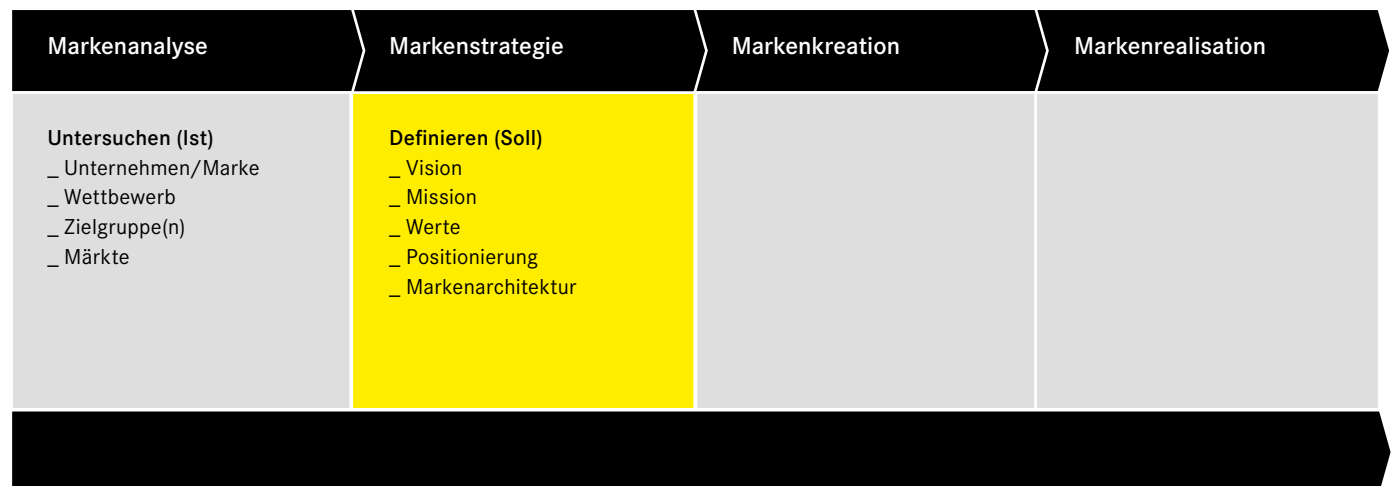 Markenanalyse
Markenstrategie
Markenkreation
Markenrealisation
Untersuchen (Ist)
_ Unternehmen/Marke
_ Wettbewerb
_ Zielgruppe(n)
_ Märkte
Definieren (Soll)
_ Vision
_ Mission
_ Werte
_ Positionierung
_ Markenarchitektur